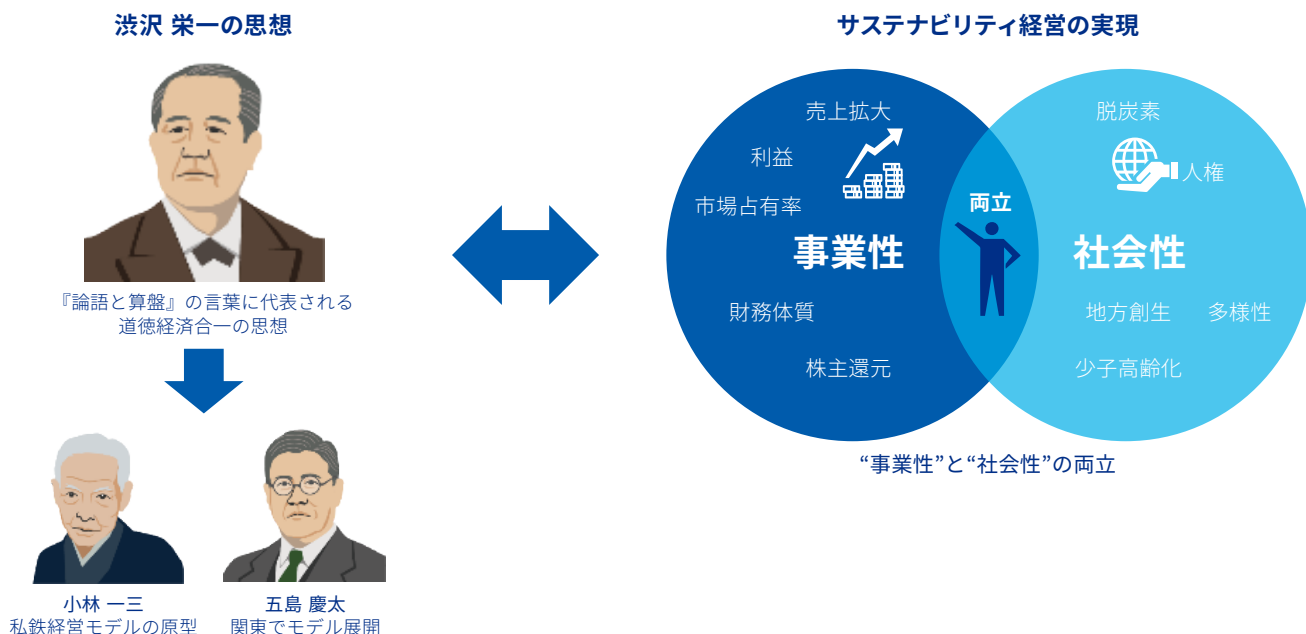 渋沢 栄一の思想
『論語と算盤』の言葉に代表される
道徳経済合一の思想
小林 一三
私鉄経営モデルの原型
五島 慶太
関東でモデル展開
サステナビリティ経営の実現
売上拡大
利益
市場占有率
事業性
財務体質
株主還元
両立
脱炭素
人権
社会性
地方創生
多様性
少子高齢化
“事業性”と“社会性”の両立